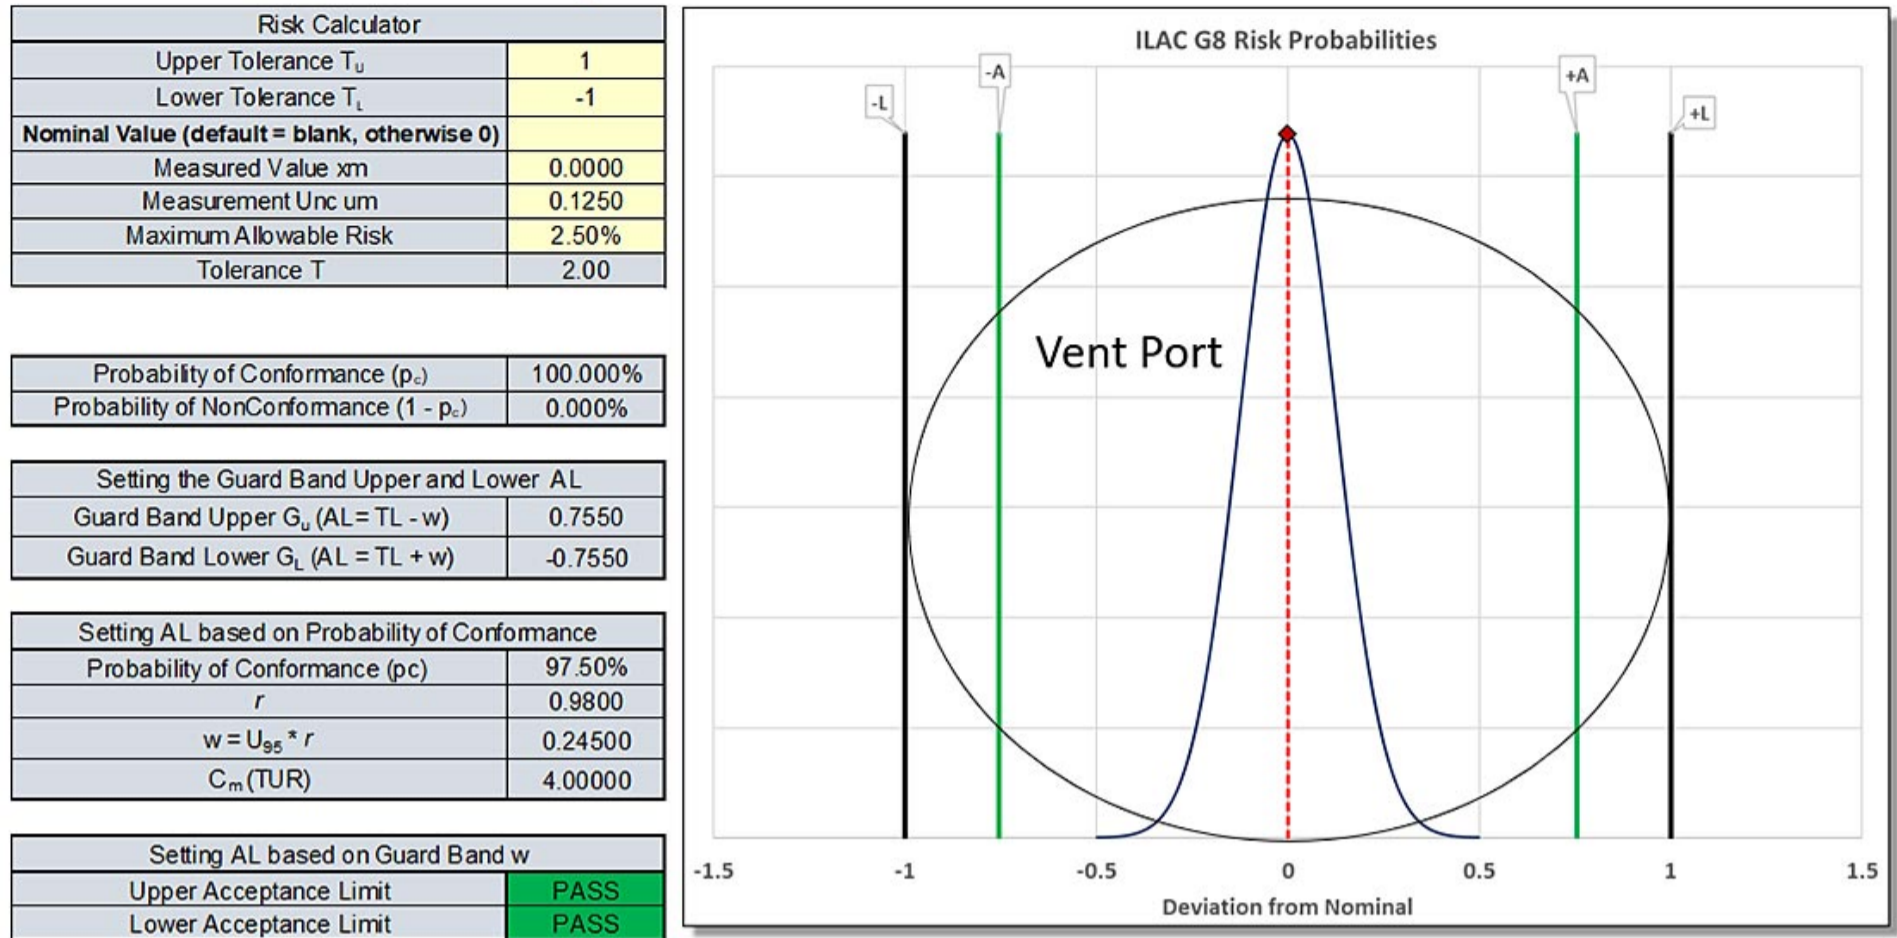 Risk Calculator
Upper Tolerance Tᵤ 1
Lower Tolerance T_L -1
Nominal Value (default = blank, otherwise 0)
Measured Value xm 0.0000
Measurement Unc um 0.1250
Maximum Allowable Risk 2.50%
Tolerance T 2.00
Probability of Conformance (p꜀) 100.000%
Probability of NonConformance (1 - p꜀) 0.000%
Setting the Guard Band Upper and Lower AL
Guard Band Upper Gᵤ (AL= TL - w) 0.7550
Guard Band Lower G_L (AL = TL + w) -0.7550
Setting AL based on Probability of Conformance
Probability of Conformance (pc) 97.50%
r 0.9800
w = U₉₅ * r 0.24500
Cₘ (TUR) 4.00000
Setting AL based on Guard Band w
Upper Acceptance Limit PASS
Lower Acceptance Limit PASS
ILAC G8 Risk Probabilities
-L
-A
+A
+L
Vent Port
-1.5 -1 -0.5 0 0.5 1 1.5
Deviation from Nominal